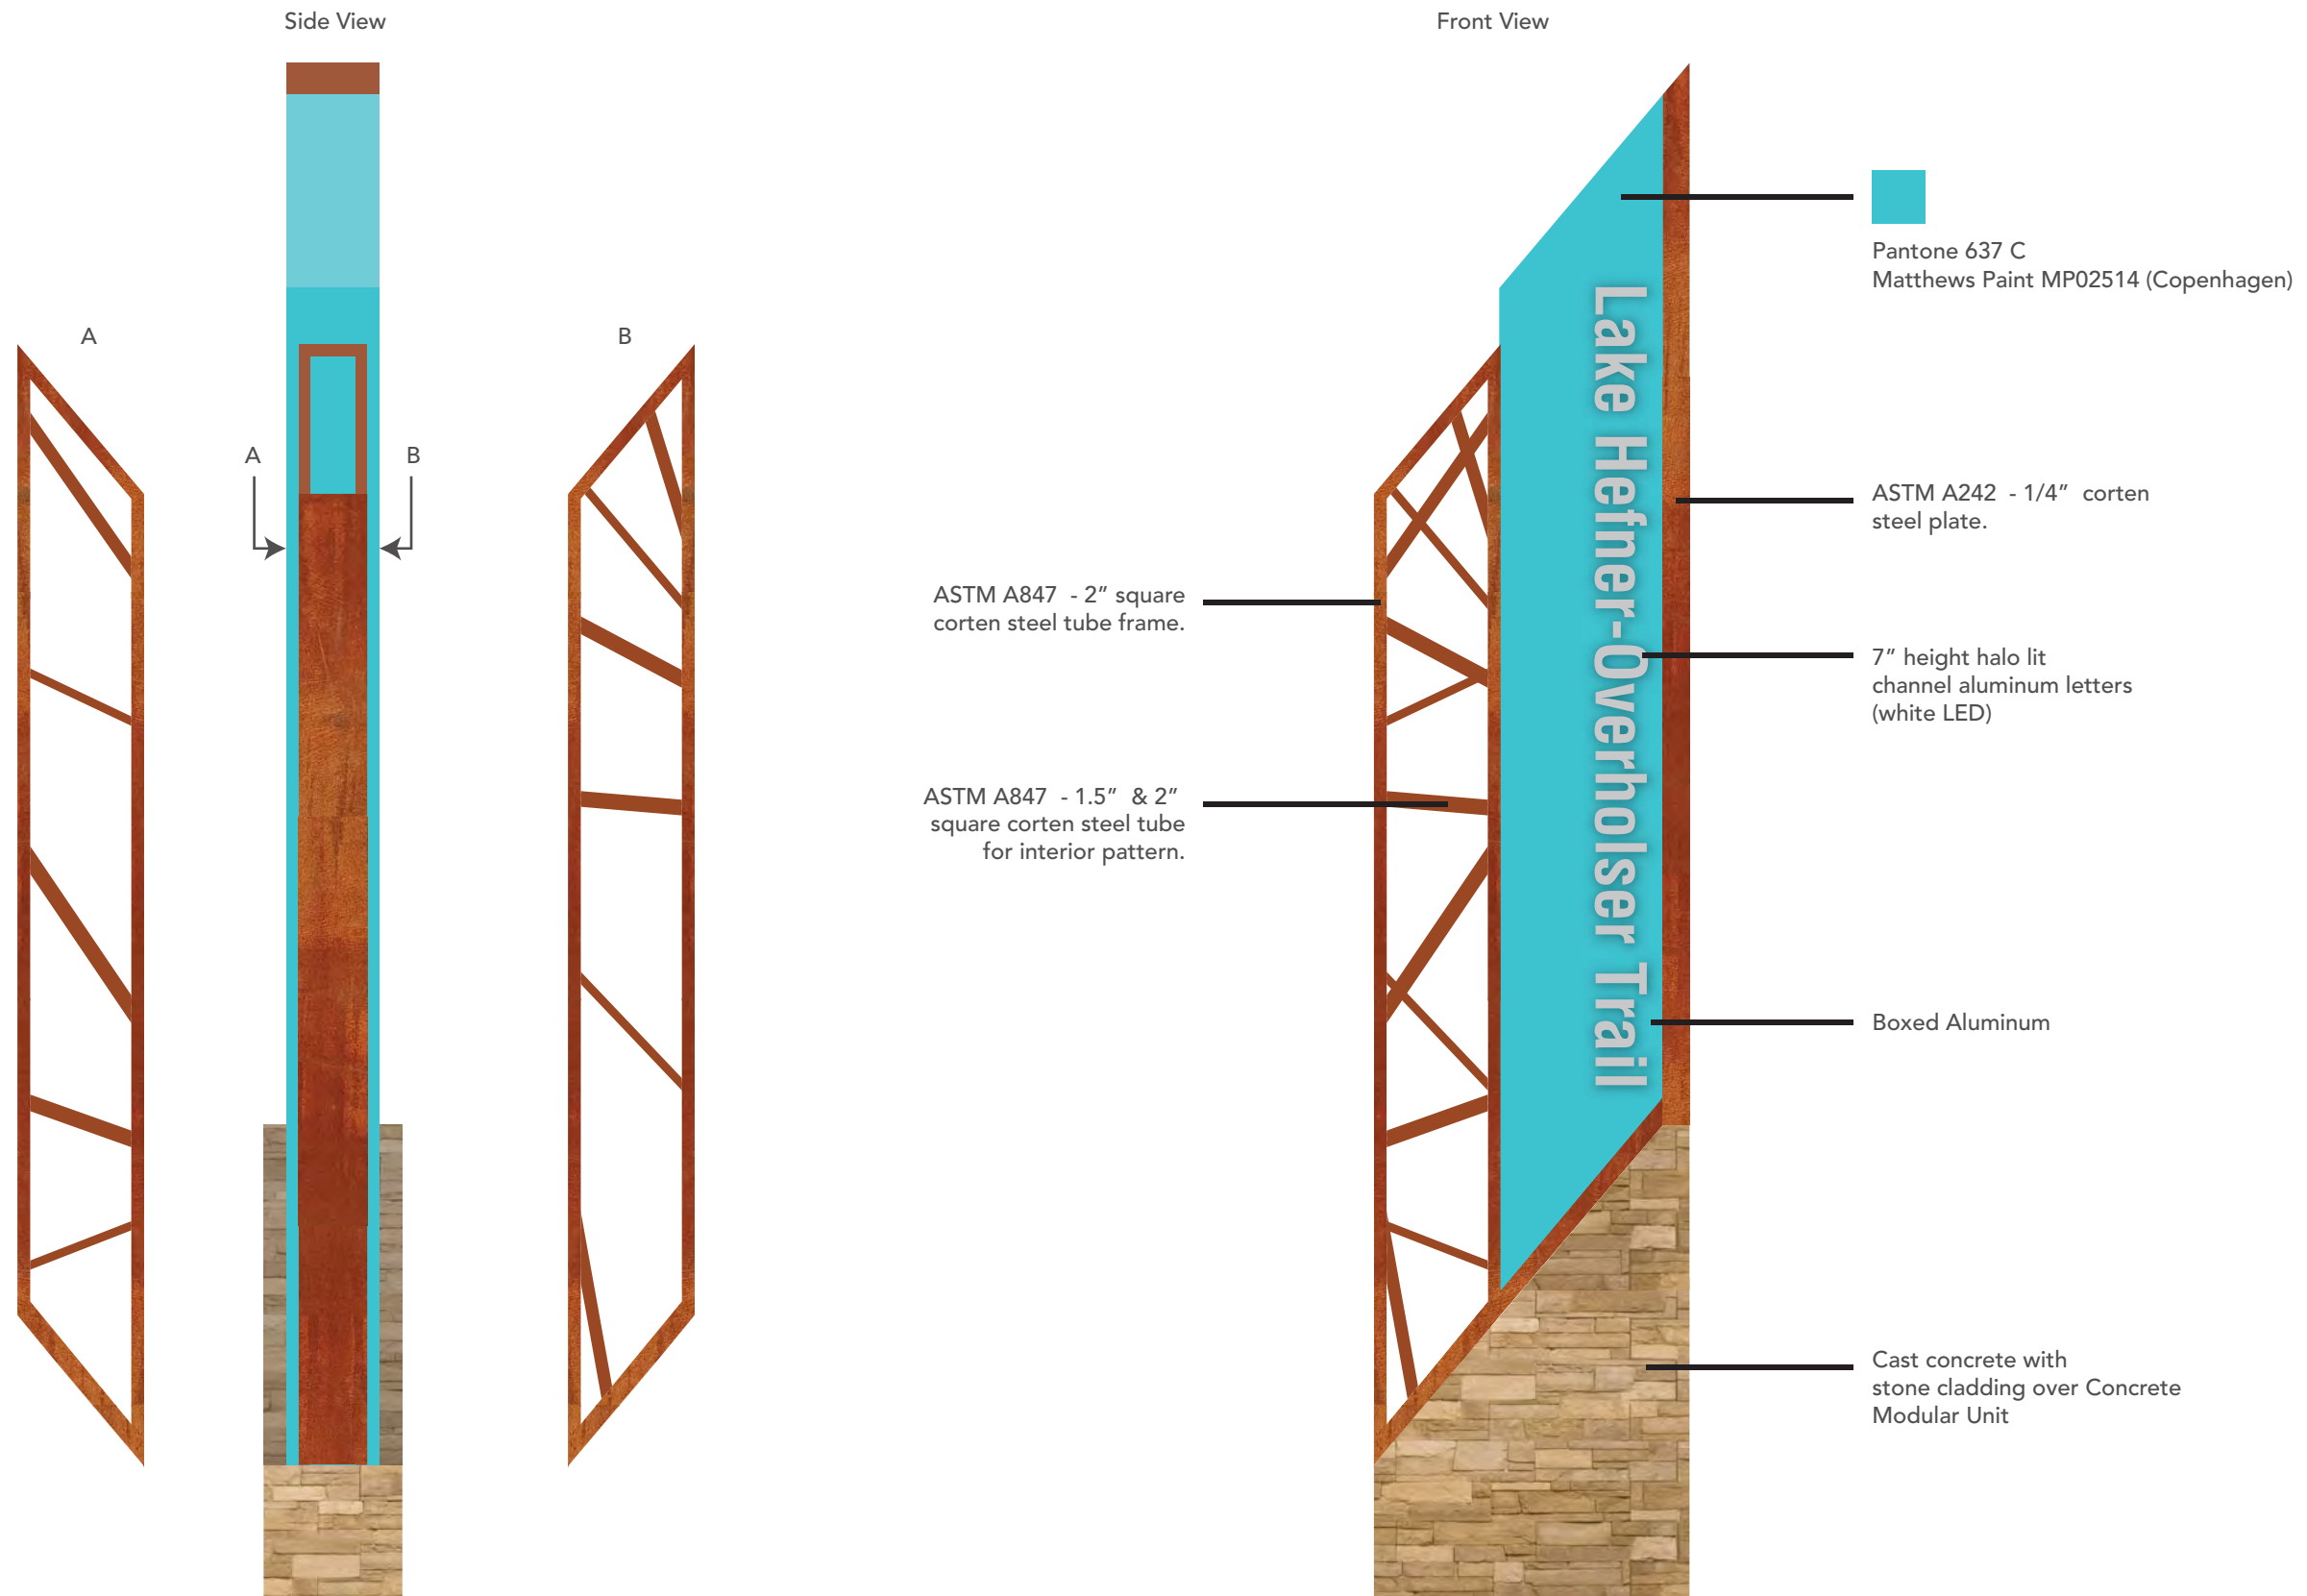 Side View
Front View
A
B
A
B
Lake Hefner-Overholser Trail
Pantone 637 C
Matthews Paint MP02514 (Copenhagen)
ASTM A242 - 1/4" corten
steel plate.
ASTM A847 - 2" square
corten steel tube frame.
7" height halo lit
channel aluminum letters
(white LED)
ASTM A847 - 1.5" & 2"
square corten steel tube
for interior pattern.
Boxed Aluminum
Cast concrete with
stone cladding over Concrete
Modular Unit